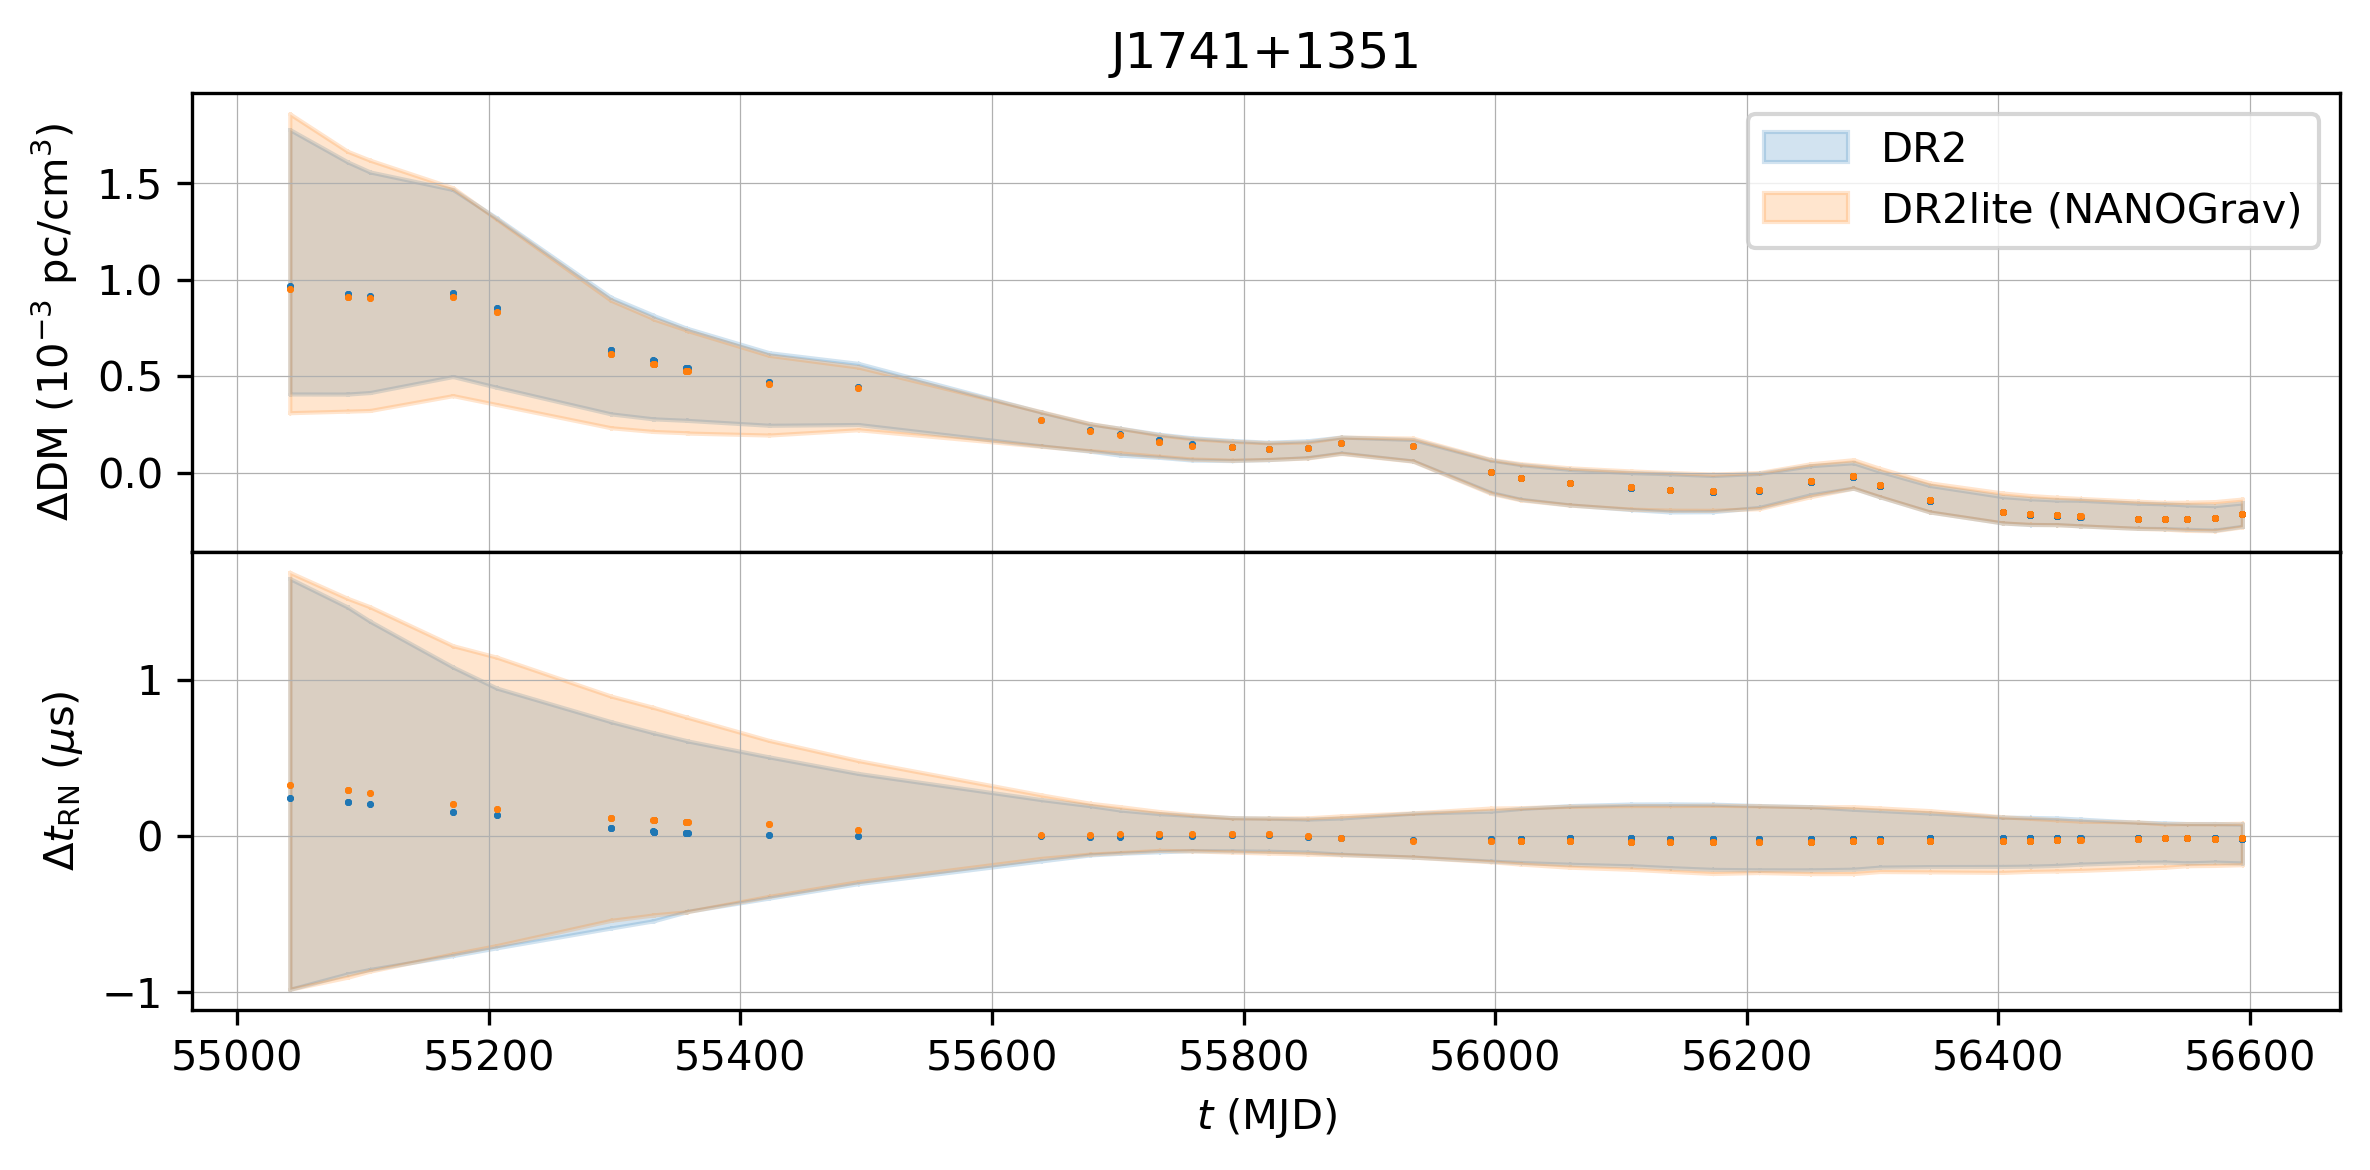 J1741+1351
ΔDM (10⁻³ pc/cm³)
1.5
1.0
0.5
0.0
DR2
DR2lite (NANOGrav)
Δt_RN (μs)
1
0
−1
55000 55200 55400 55600 55800 56000 56200 56400 56600
t (MJD)